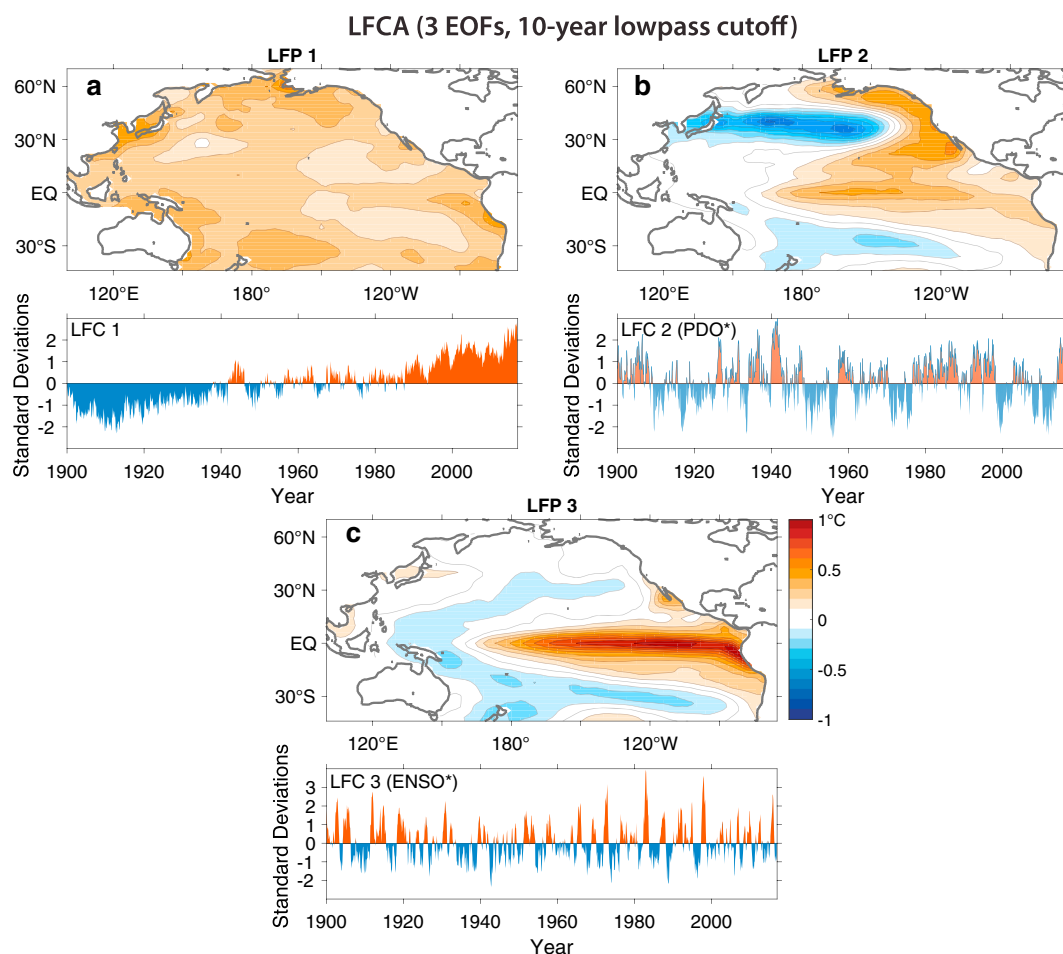 LFCA (3 EOFs, 10-year lowpass cutoff)
LFP 1
LFP 2
a
b
60°N
30°N
EQ
30°S
120°E
180°
120°W
60°N
30°N
EQ
30°S
120°E
180°
120°W
LFC 1
Standard Deviations
2
1
0
-1
-2
1900
1920
1940
1960
1980
2000
Year
LFC 2 (PDO*)
Standard Deviations
2
1
0
-1
-2
1900
1920
1940
1960
1980
2000
Year
LFP 3
c
60°N
30°N
EQ
30°S
120°E
180°
120°W
1°C
0.5
0
-0.5
-1
LFC 3 (ENSO*)
Standard Deviations
3
2
1
0
-1
-2
1900
1920
1940
1960
1980
2000
Year